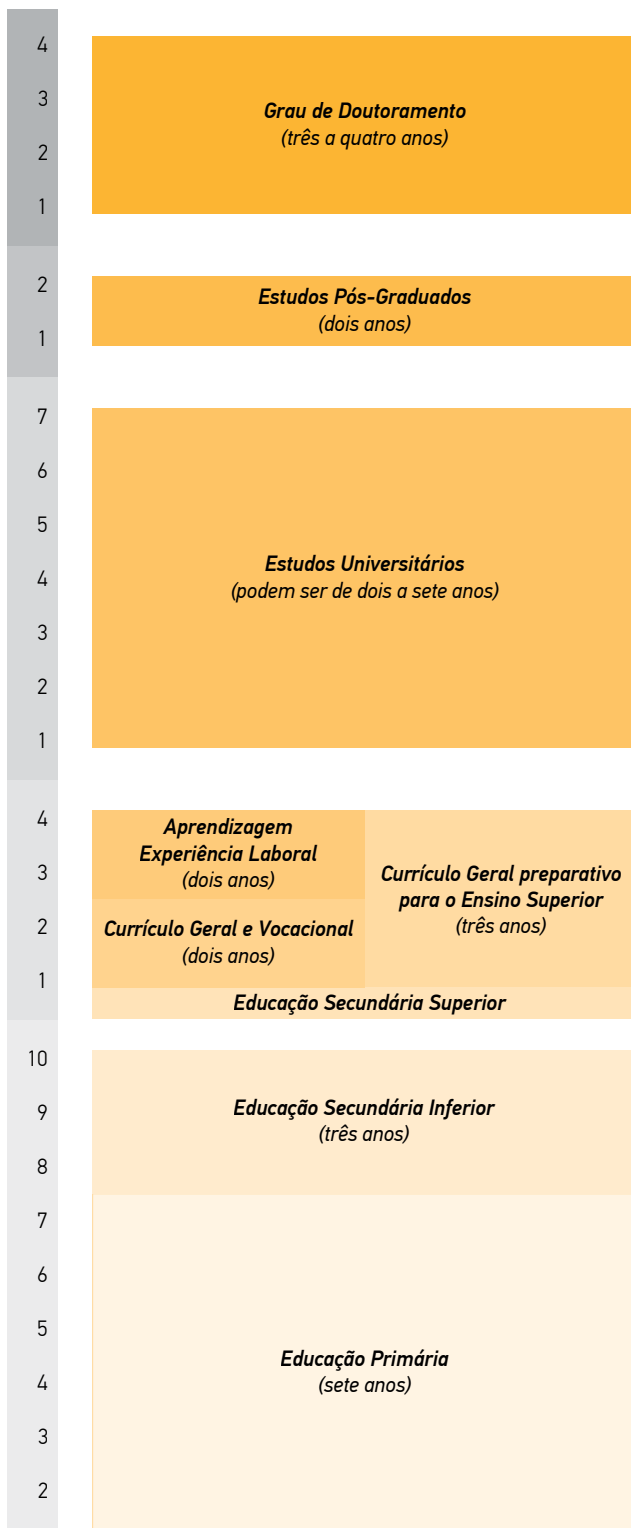 4
3
2
1
Grau de Doutoramento
(três a quatro anos)
2
1
Estudos Pós-Graduados
(dois anos)
7
6
5
4
3
2
1
Estudos Universitários
(podem ser de dois a sete anos)
4
3
2
1
Aprendizagem
Experiência Laboral
(dois anos)
Currículo Geral e Vocacional
(dois anos)
Currículo Geral preparativo
para o Ensino Superior
(três anos)
Educação Secundária Superior
10
9
8
7
6
5
4
3
2
Educação Secundária Inferior
(três anos)
Educação Primária
(sete anos)